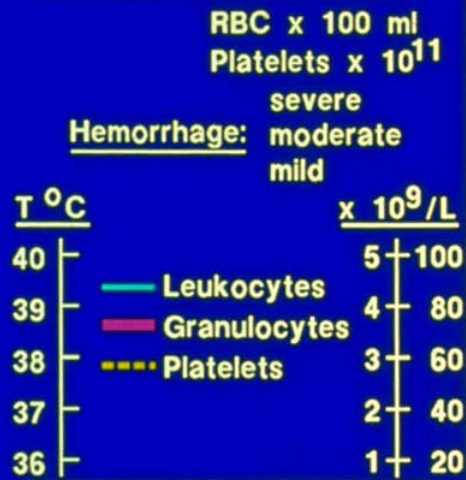 RBC x 100 ml
Platelets x 10¹¹
severe
Hemorrhage: moderate
mild
T °C
x 10⁹/L
40
5 100
Leukocytes
39
4 80
Granulocytes
38
3 60
Platelets
37
2 40
36
1 20